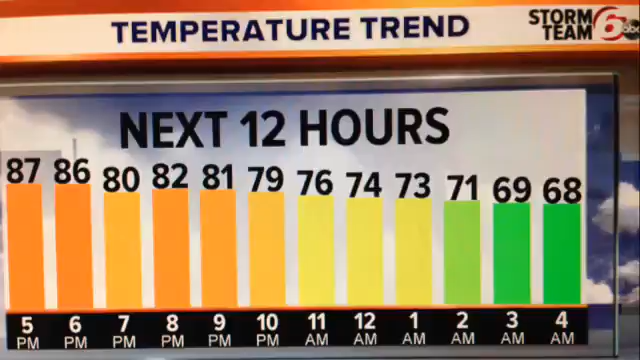 TEMPERATURE TREND
STORM
TEAM 6 abc
NEXT 12 HOURS
87 86 80 82 81 79 76 74 73 71 69 68
5 6 7 8 9 10 11 12 1 2 3 4
PM PM PM PM PM PM AM AM AM AM AM AM